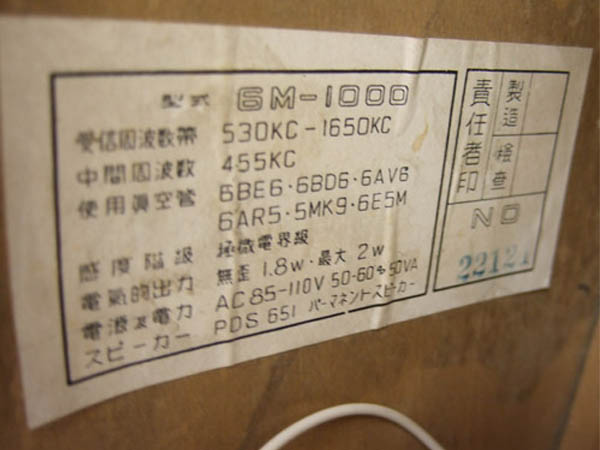 型式 6M-1000
受信周波数帯 530KC-1650KC
中間周波数 455KC
使用眞空管 6BE6・6BD6・6AV6
6AR5・5MK9・6E5M
感度階級 極微電界級
電氣的出力 無歪 1.8W・最大 2W
電源及電力 AC 85-110V 50-60〜 50VA
スピーカー PDS 651 パーマネントスピーカー
責任者印
製造
檢査
NO
22121